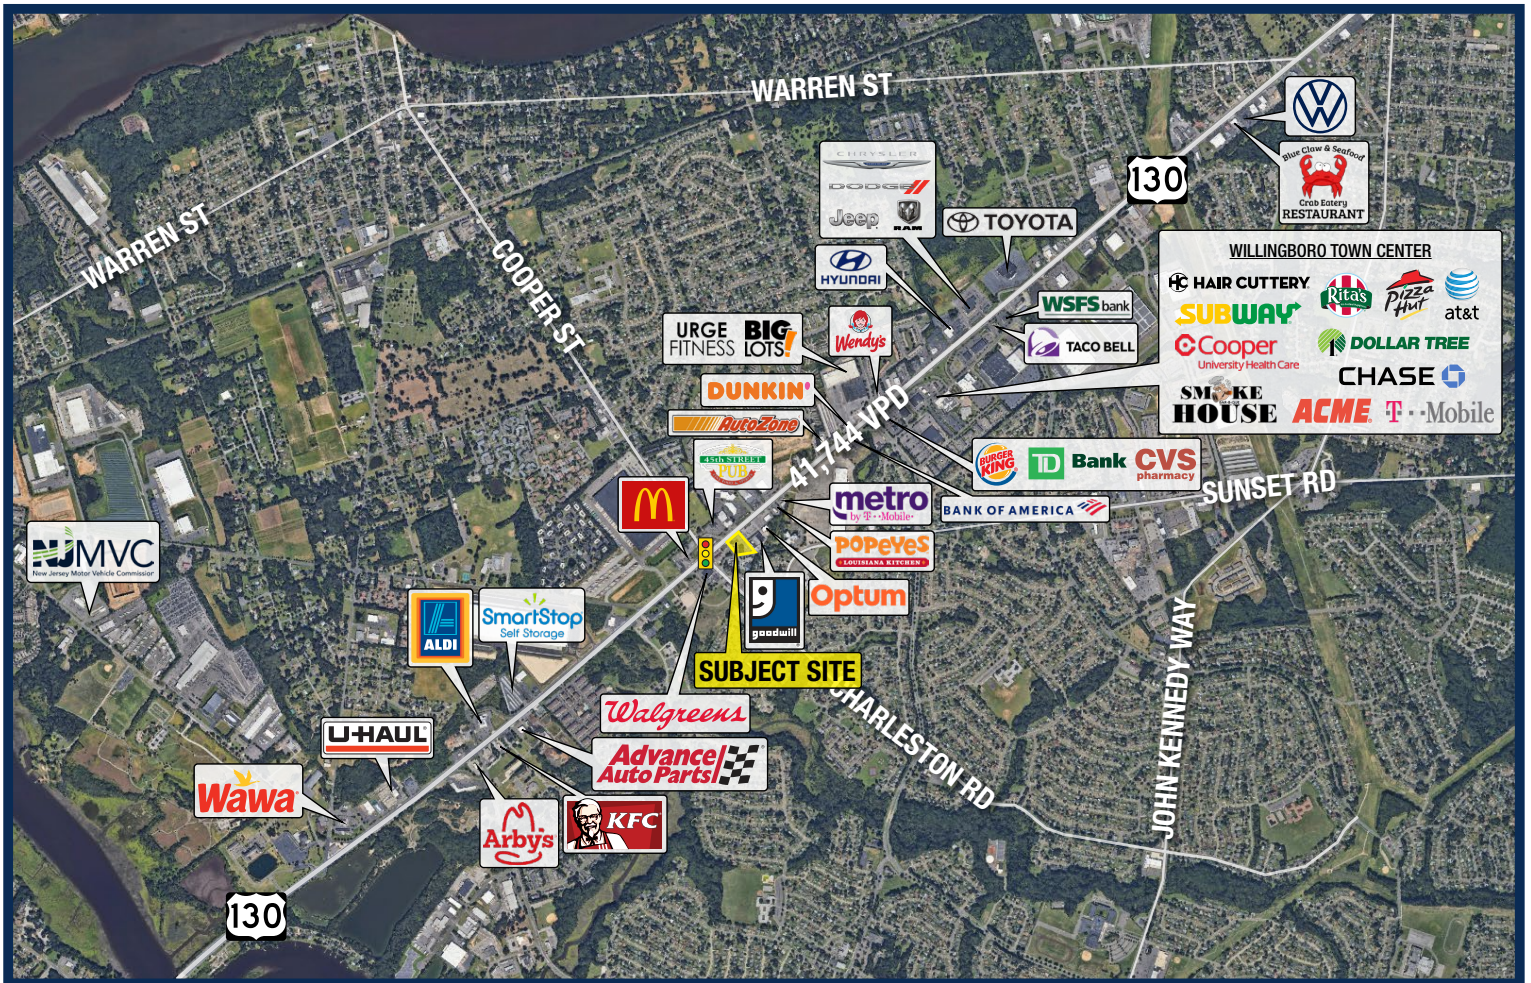 WARREN ST
CHRYSLER
DODGE
Jeep
RAM
TOYOTA
130
Blue Claw & Seafood
Crab Eatery
RESTAURANT
WARREN ST
COOPER ST
HYUNDAI
WSFS bank
TACO BELL
WILLINGBORO TOWN CENTER
HC HAIR CUTTERY
Rita's
Pizza Hut
at&t
SUBWAY
Cooper
University Health Care
DOLLAR TREE
CHASE
SMOKE HOUSE
ACME
T··Mobile
URGE FITNESS
BIG LOTS!
Wendy's
DUNKIN'
AutoZone
45th STREET
PUB
41,744 VPD
BURGER KING
TD Bank
CVS
pharmacy
SUNSET RD
metro
by T··Mobile
BANK OF AMERICA
POPEYES
LOUISIANA KITCHEN
NJMVC
New Jersey Motor Vehicle Commission
ALDI
SmartStop
Self Storage
goodwill
Optum
SUBJECT SITE
Walgreens
CHARLESTON RD
JOHN KENNEDY WAY
U-HAUL
Advance
Auto Parts
Wawa
Arby's
KFC
130